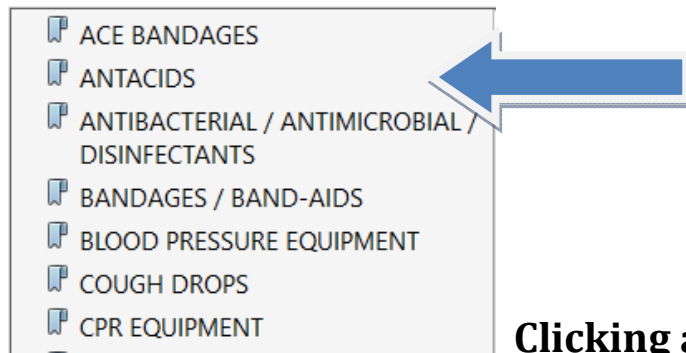 ACE BANDAGES
ANTACIDS
ANTIBACTERIAL / ANTIMICROBIAL /
DISINFECTANTS
BANDAGES / BAND-AIDS
BLOOD PRESSURE EQUIPMENT
COUGH DROPS
CPR EQUIPMENT
Clicking a